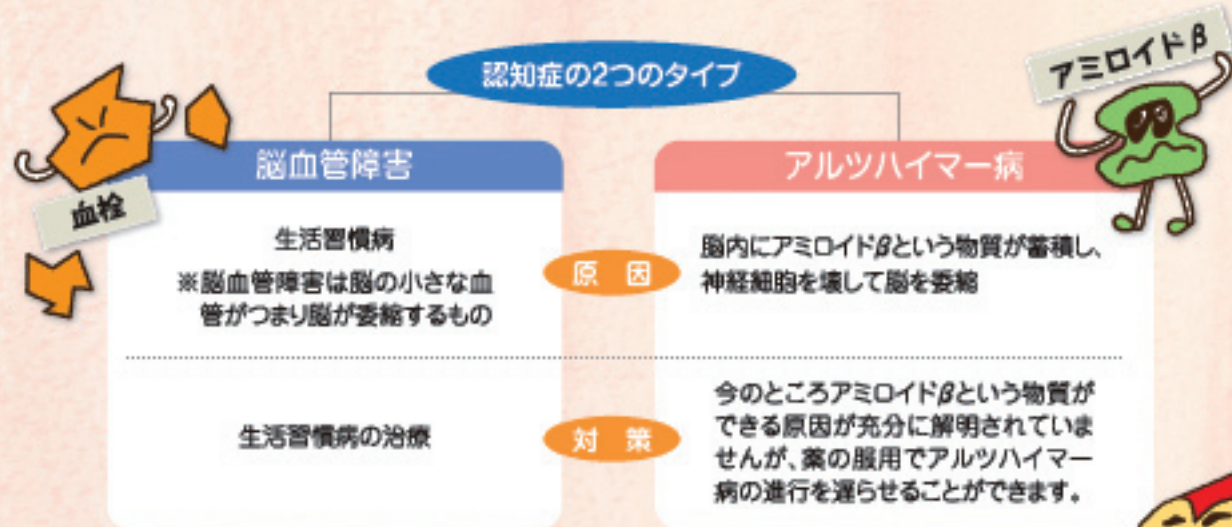 認知症の2つのタイプ
アミロイドβ
血栓
脳血管障害
生活習慣病
※脳血管障害は脳の小さな血
管がつまり脳が委縮するもの
原 因
アルツハイマー病
脳内にアミロイドβという物質が蓄積し、
神経細胞を壊して脳を委縮
生活習慣病の治療
対 策
今のところアミロイドβという物質が
できる原因が充分に解明されていま
せんが、薬の服用でアルツハイマー
病の進行を遅らせることができます。